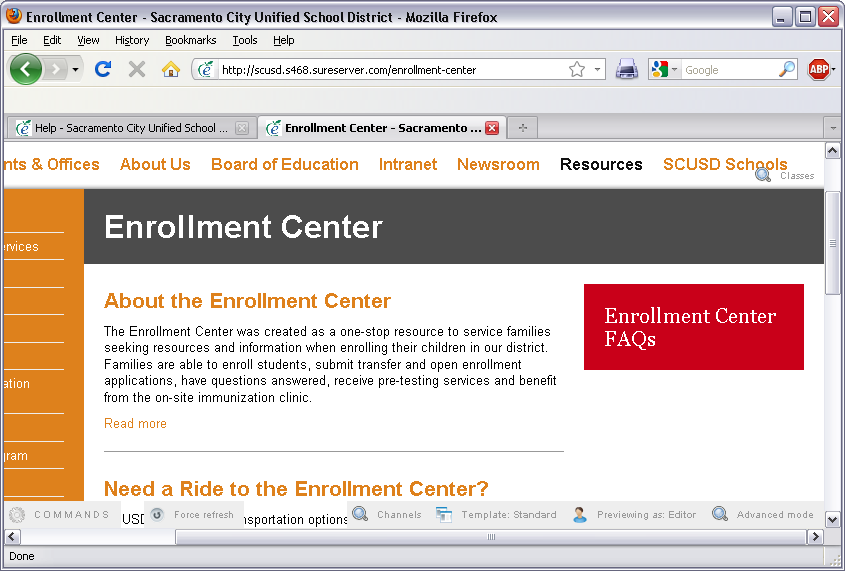 Enrollment Center - Sacramento City Unified School District - Mozilla Firefox
File Edit View History Bookmarks Tools Help
http://scusd.s468.sureserver.com/enrollment-center
Google
ABP
Help - Sacramento City Unified School ...
Enrollment Center - Sacramento ...
nts & Offices About Us Board of Education Intranet Newsroom Resources SCUSD Schools
Classes
Enrollment Center
ervices
ation
gram
About the Enrollment Center
The Enrollment Center was created as a one-stop resource to service families
seeking resources and information when enrolling their children in our district.
Families are able to enroll students, submit transfer and open enrollment
applications, have questions answered, receive pre-testing services and benefit
from the on-site immunization clinic.
Read more
Enrollment Center
FAQs
Need a Ride to the Enrollment Center?
USD nsportation options
COMMANDS Force refresh Channels Template: Standard Previewing as: Editor Advanced mode
Done